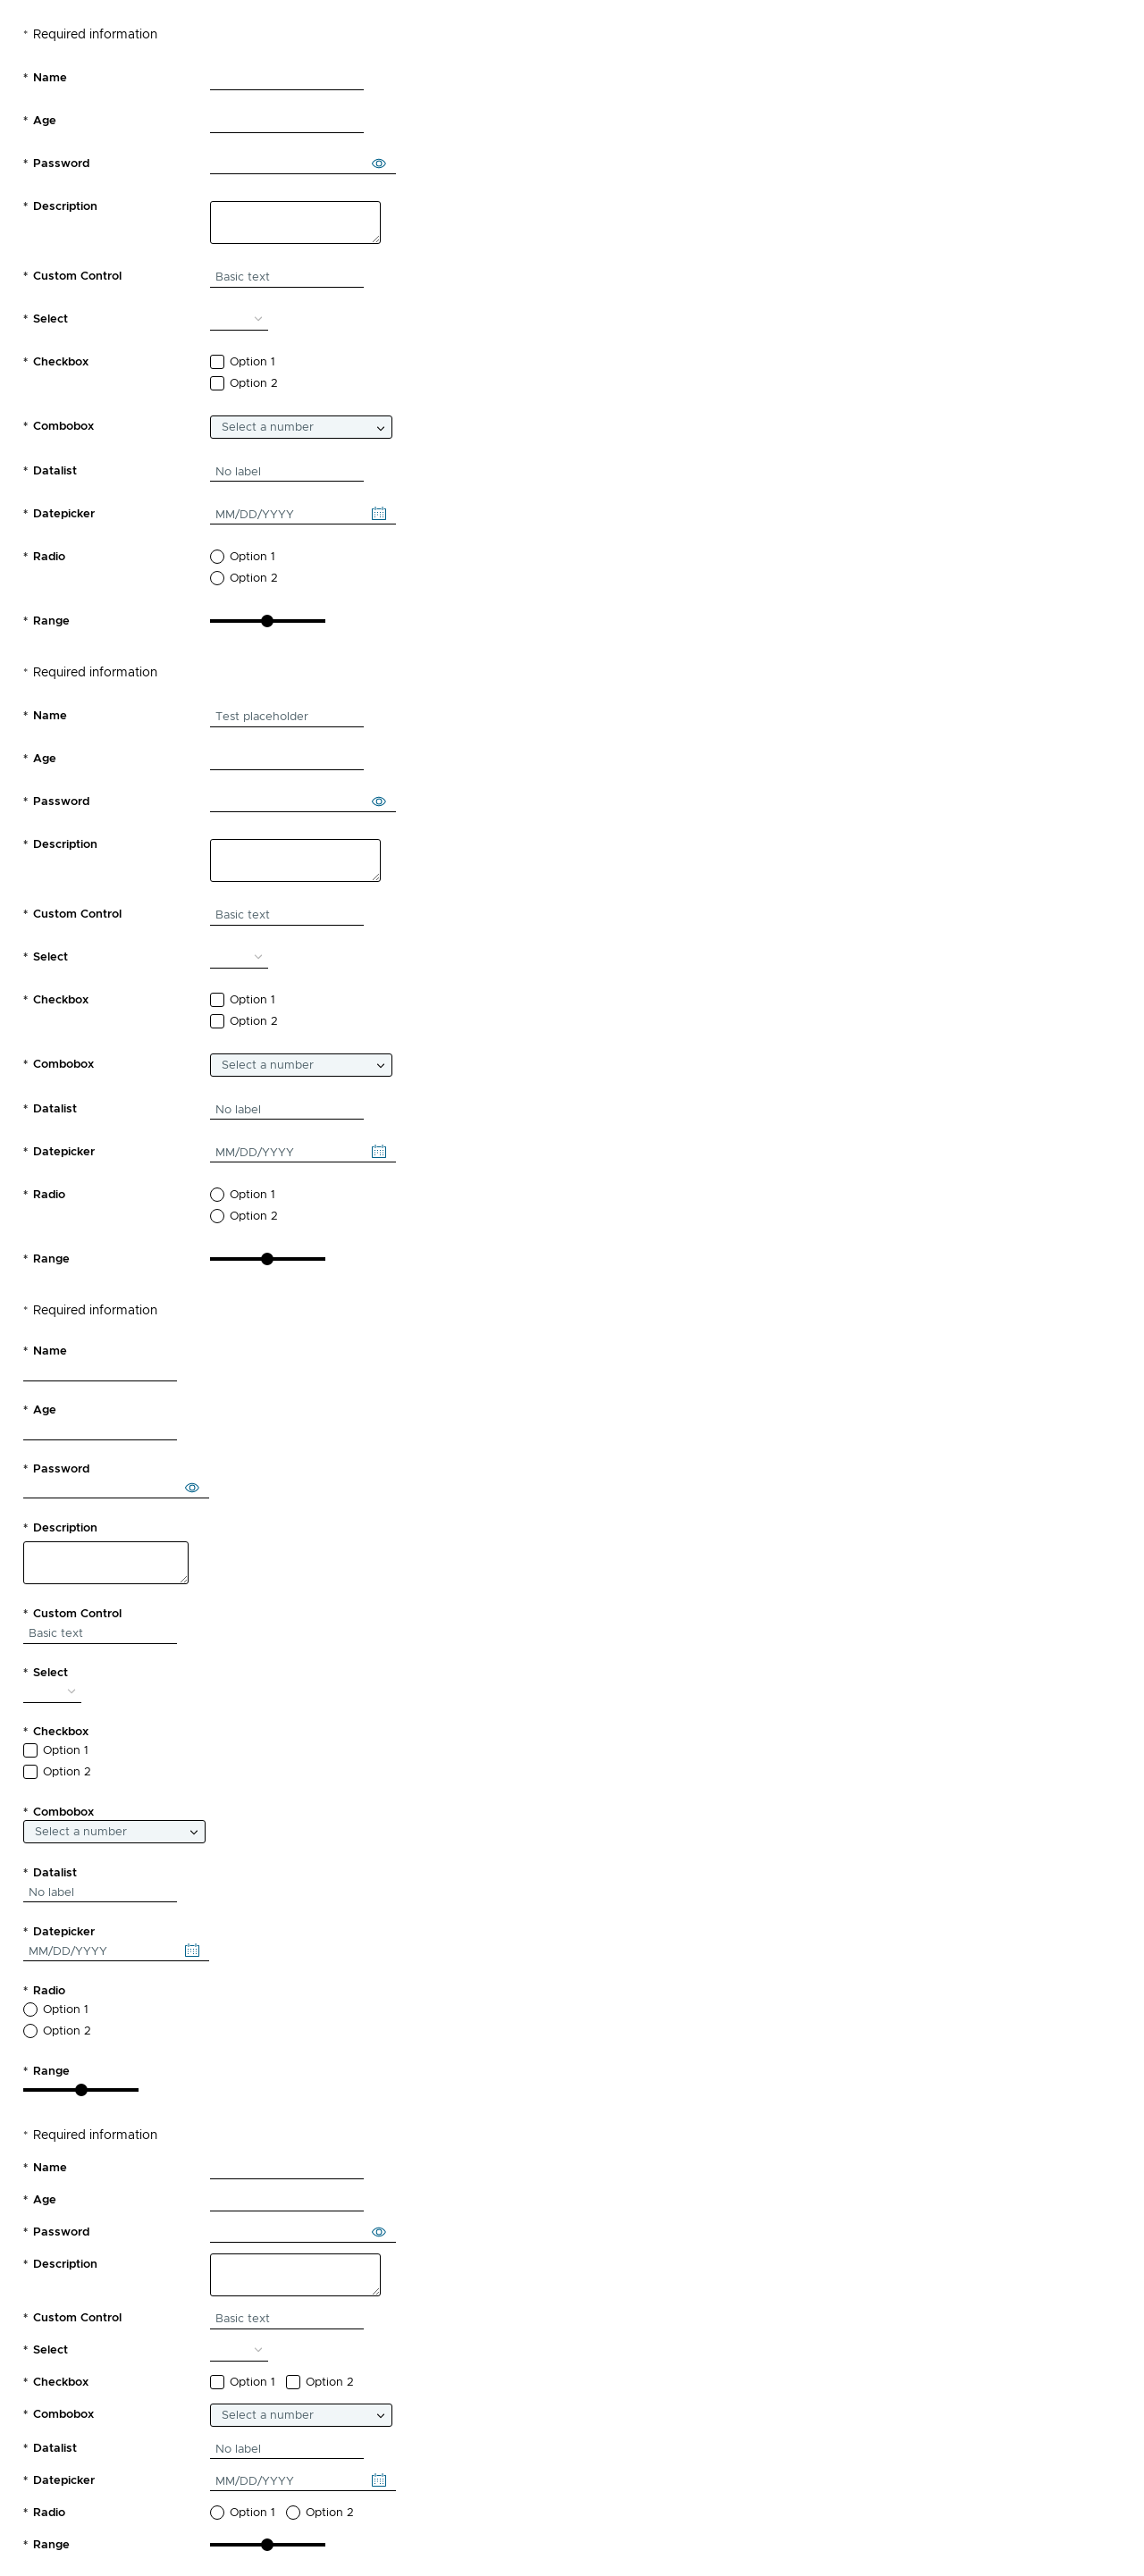 * Required information
* Name
* Age
* Password
* Description
* Custom Control Basic text
* Select
* Checkbox Option 1
Option 2
* Combobox Select a number
* Datalist No label
* Datepicker MM/DD/YYYY
* Radio Option 1
Option 2
* Range
* Required information
* Name Test placeholder
* Age
* Password
* Description
* Custom Control Basic text
* Select
* Checkbox Option 1
Option 2
* Combobox Select a number
* Datalist No label
* Datepicker MM/DD/YYYY
* Radio Option 1
Option 2
* Range
* Required information
* Name
* Age
* Password
* Description
* Custom Control
Basic text
* Select
* Checkbox
Option 1
Option 2
* Combobox
Select a number
* Datalist
No label
* Datepicker
MM/DD/YYYY
* Radio
Option 1
Option 2
* Range
* Required information
* Name
* Age
* Password
* Description
* Custom Control Basic text
* Select
* Checkbox Option 1 Option 2
* Combobox Select a number
* Datalist No label
* Datepicker MM/DD/YYYY
* Radio Option 1 Option 2
* Range